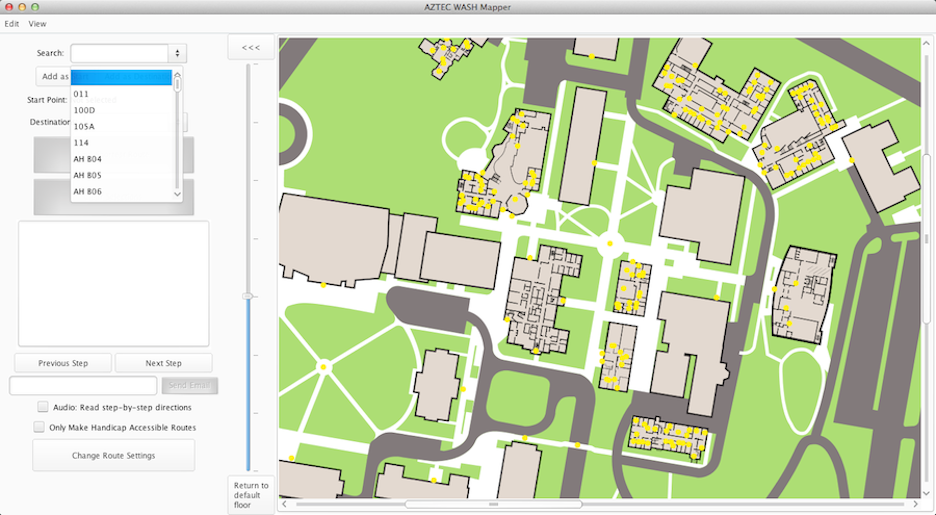 AZTEC WASH Mapper
Edit View
Search:
<<<
Add as
011
Start Point:
100D
Destination
105A
114
AH 804
AH 805
AH 806
Previous Step
Next Step
Send Email
Audio: Read step-by-step directions
Only Make Handicap Accessible Routes
Change Route Settings
Return to
default
floor